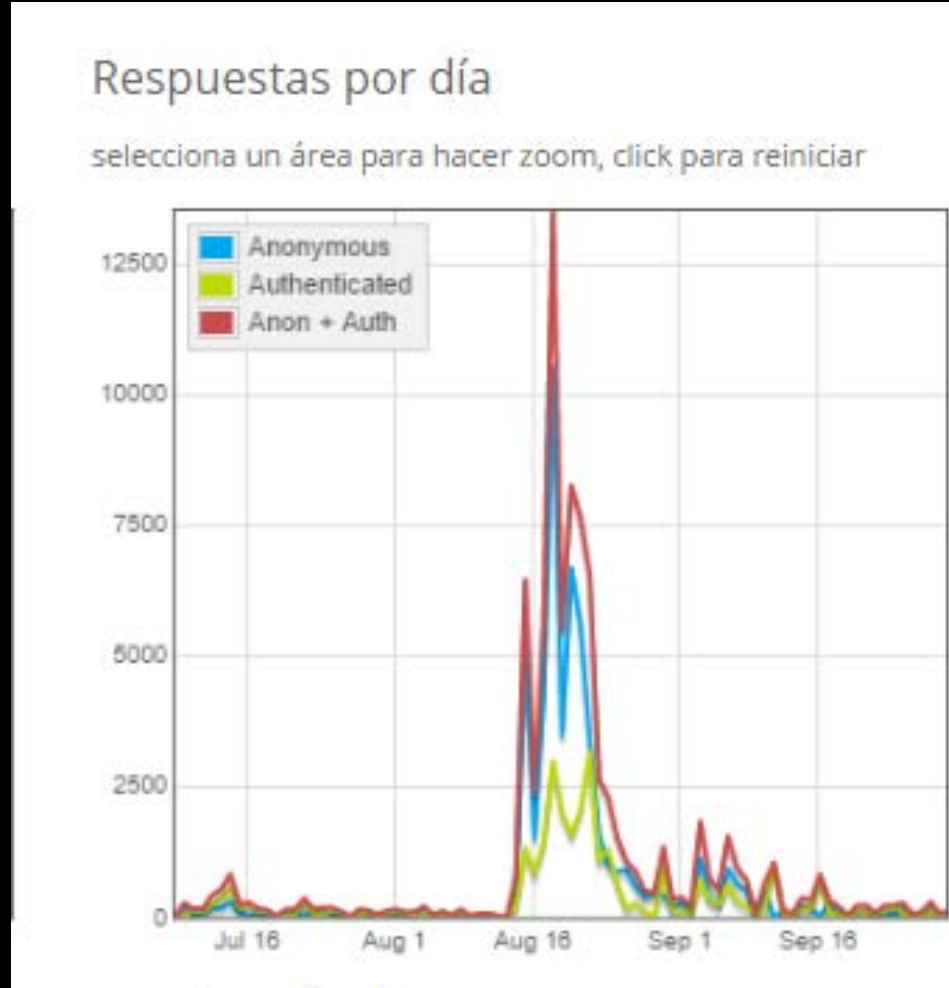 Respuestas por día
selecciona un área para hacer zoom, click para reiniciar
12500
10000
7500
5000
2500
0
Anonymous
Authenticated
Anon + Auth
Jul 16
Aug 1
Aug 16
Sep 1
Sep 16